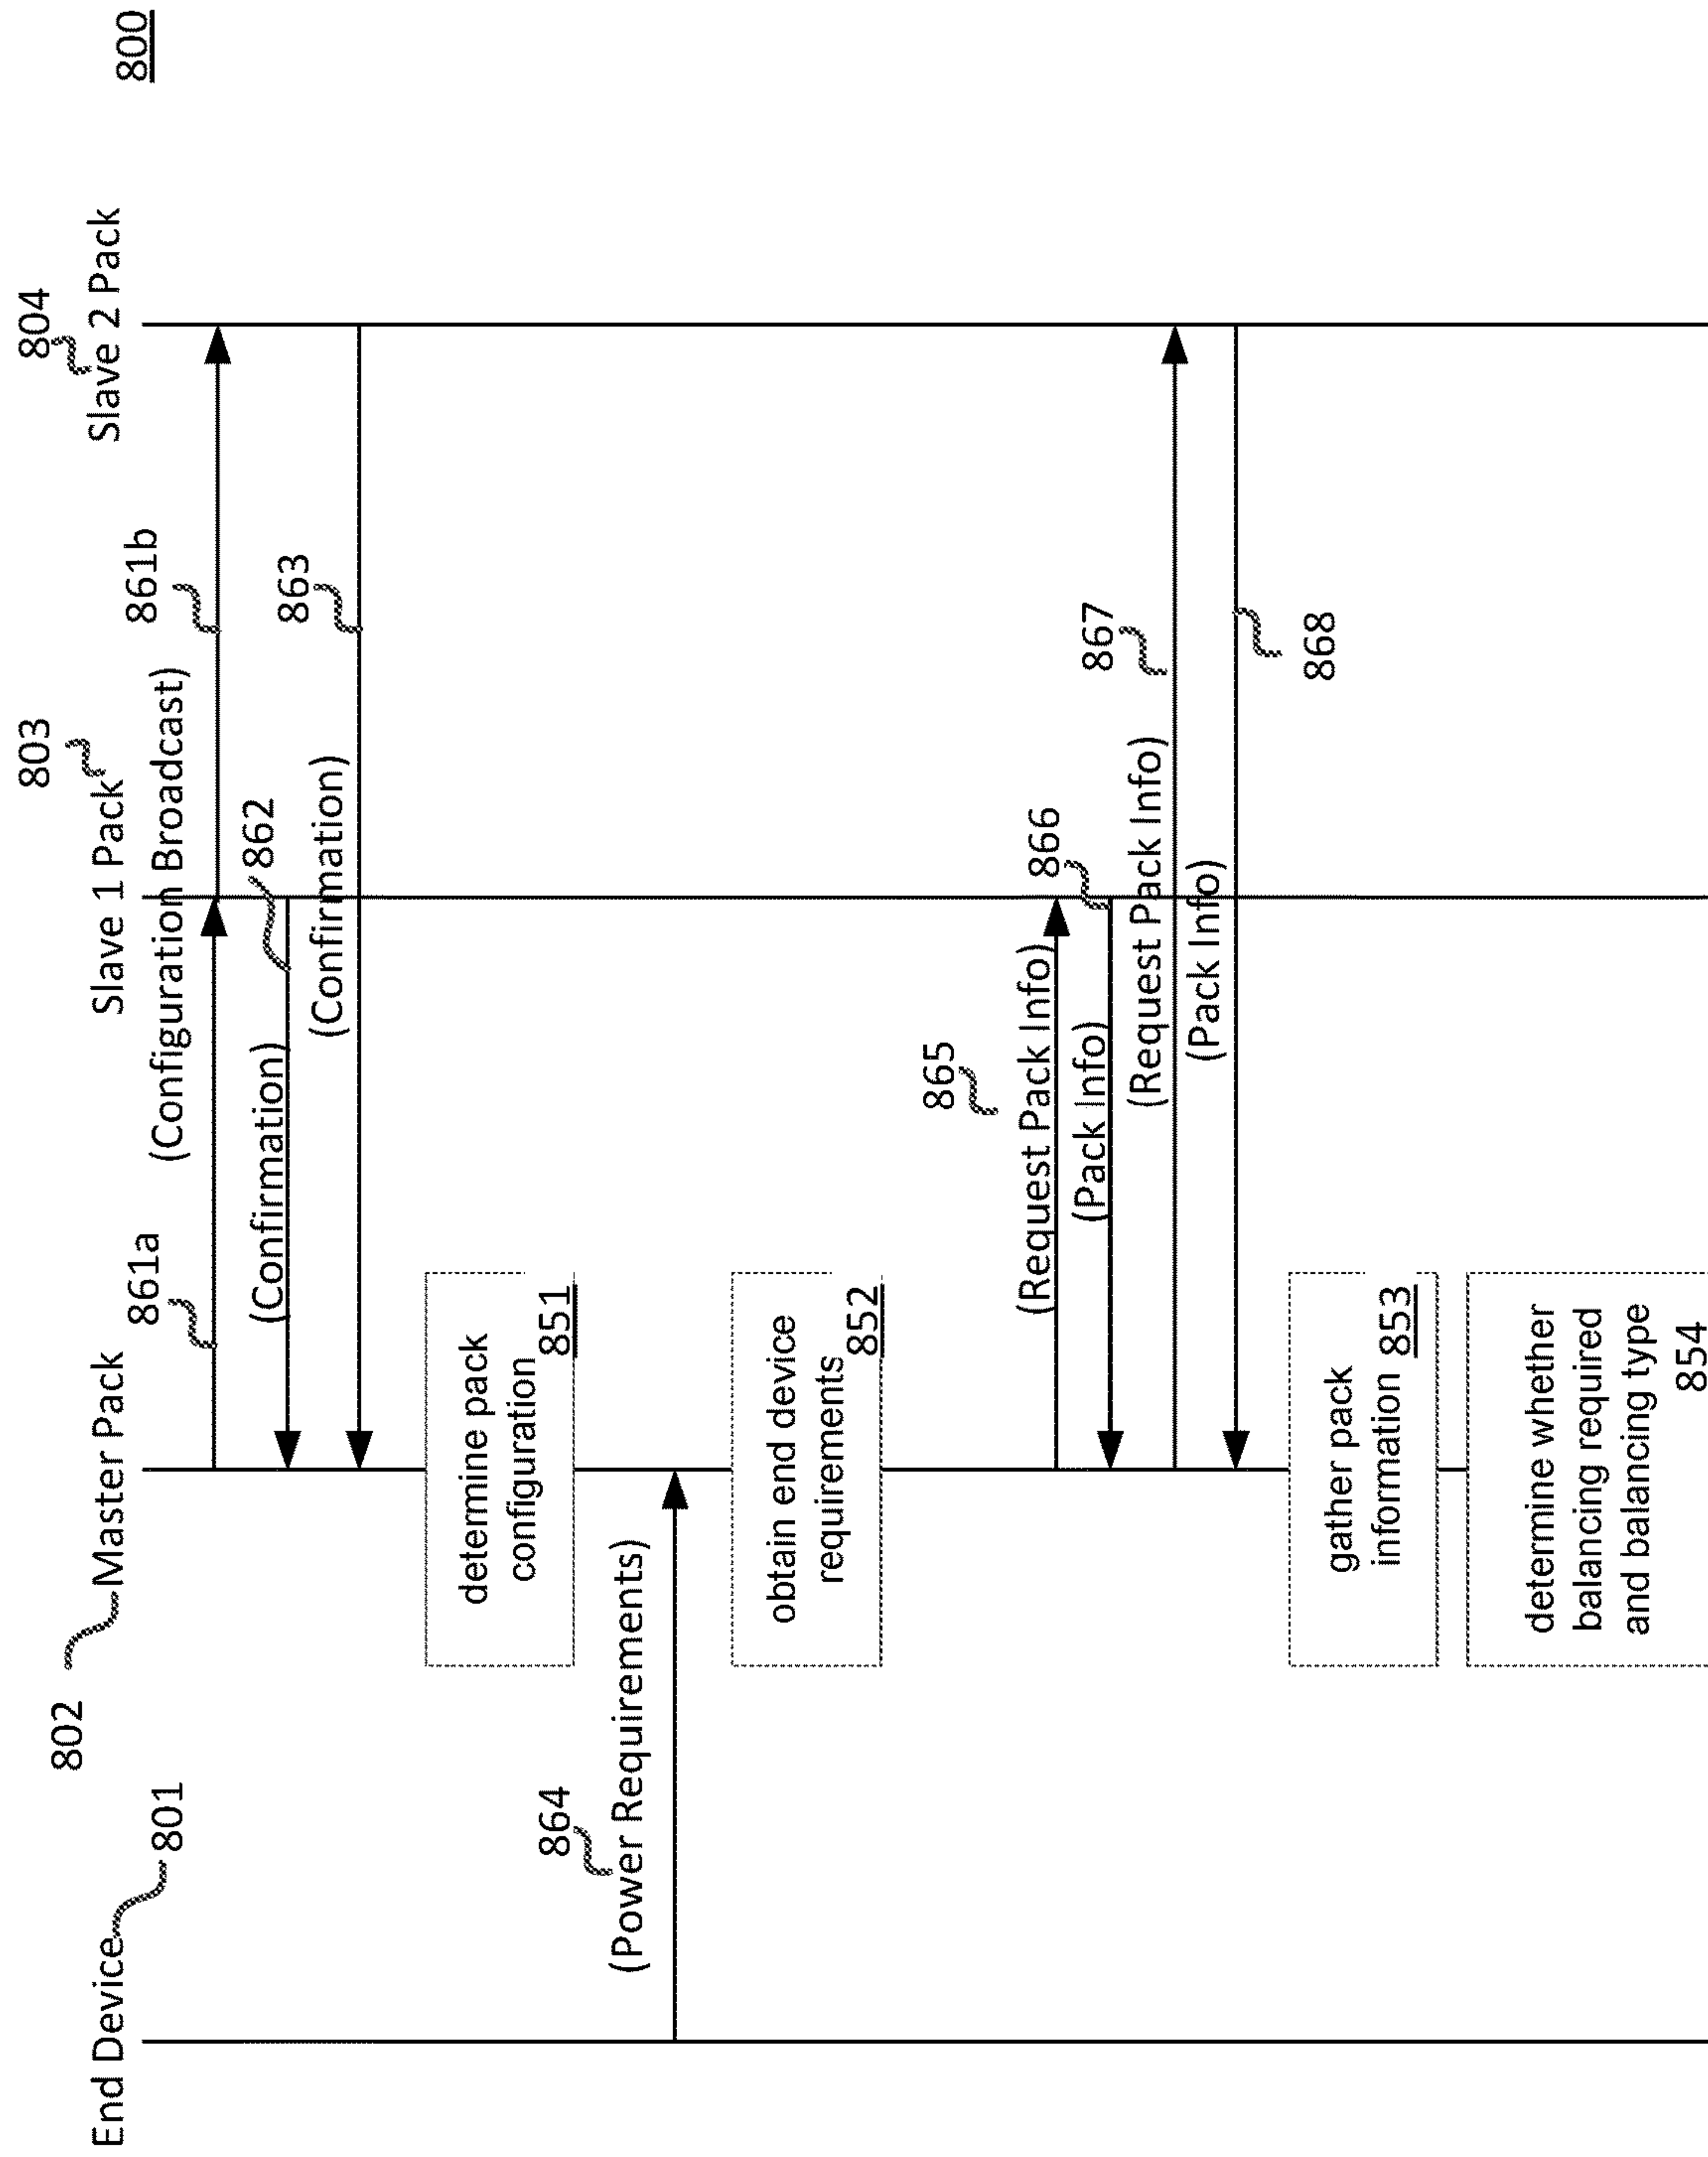 800
End Device
801
802
Master Pack
803
Slave 1 Pack
804
Slave 2 Pack
861a
(Configuration Broadcast)
861b
(Confirmation)
862
(Confirmation)
863
determine pack
configuration
851
864
(Power Requirements)
obtain end device
requirements
852
865
(Request Pack Info)
(Pack Info)
866
(Request Pack Info)
867
(Pack Info)
868
gather pack
information 853
determine whether
balancing required
and balancing type
854